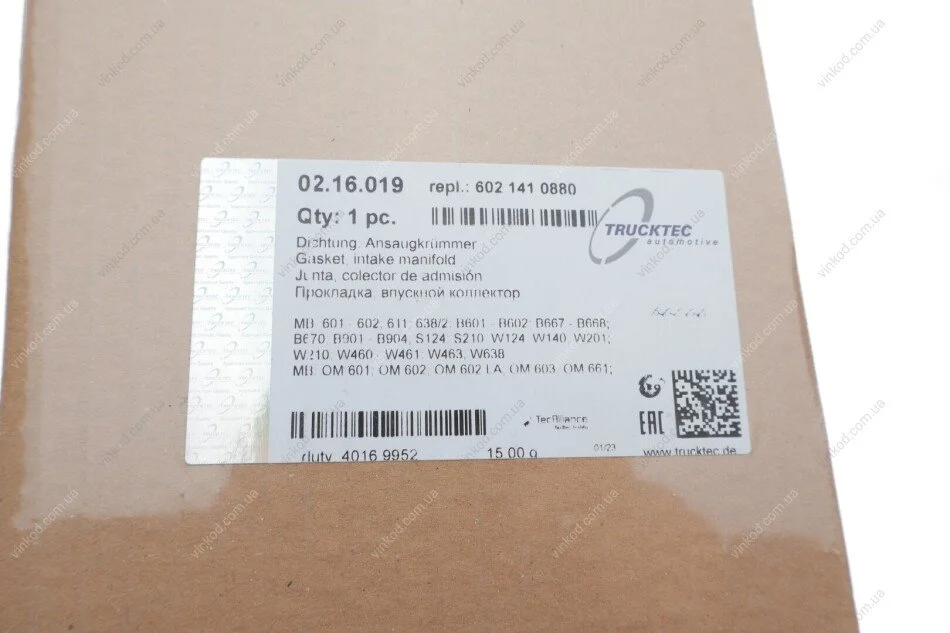 02.16.019 repl.: 602 141 0880
Qty: 1 pc.
TRUCKTEC
automotive
Dichtung, Ansaugkrümmer
Gasket, intake manifold
Junta, colector de admisión
Прокладка, впускной коллектор
MB: 601 - 602; 611; 638/2; B601 - B602; B667 - B668;
B670; B901 - B904; S124; S210; W124; W140; W201;
W210; W460 - W461; W463; W638
MB: OM 601; OM 602; OM 602 LA; OM 603; OM 661;
TecAlliance
EAC
duty: 4016 9952 15.00 g 01/23 www.trucktec.de
vinkod.com.ua